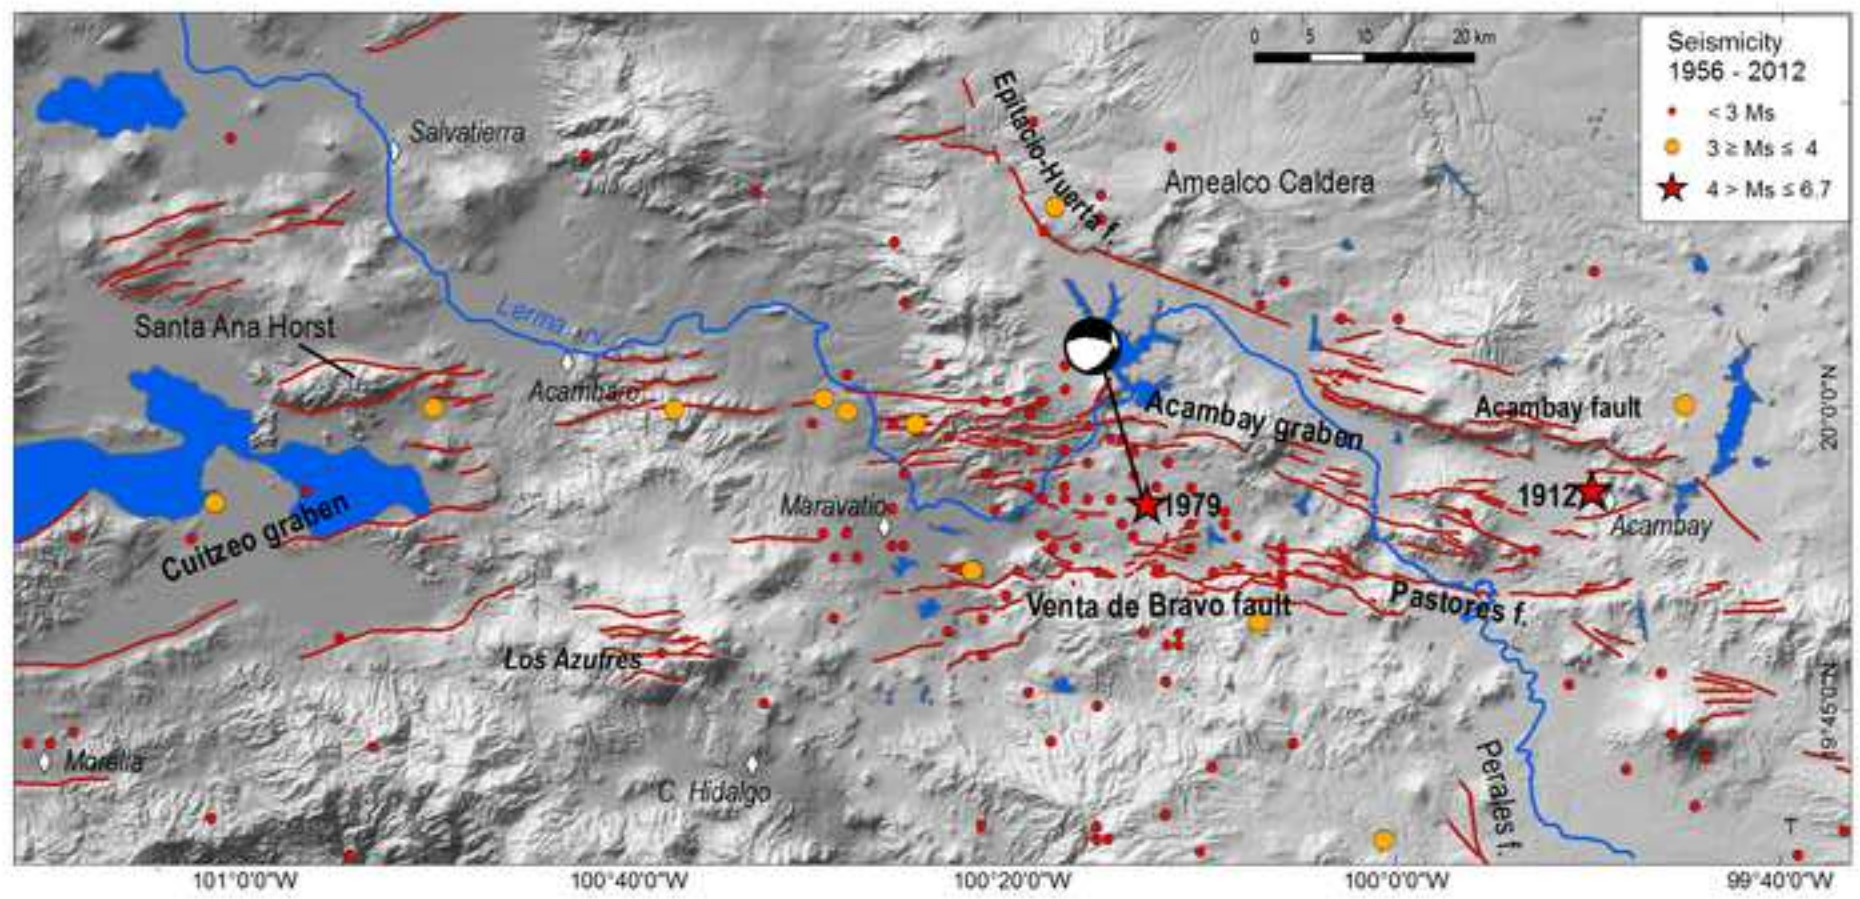 0 5 10 20 km
Seismicity
1956 - 2012
< 3 Ms
3 ≥ Ms ≤ 4
4 > Ms ≤ 6.7
Epitacio-Huerta f.
Salvatierra
Amealco Caldera
Lerma
Santa Ana Horst
Acambaro
Acambay graben
Acambay fault
20°0'0"N
Maravatio
1979
1912
Acambay
Cuitzeo graben
Venta de Bravo fault
Pastores f.
Los Azufres
19°45'0"N
Morelia
C. Hidalgo
Perales f.
T
101°0'0"W 100°40'0"W 100°20'0"W 100°0'0"W 99°40'0"W